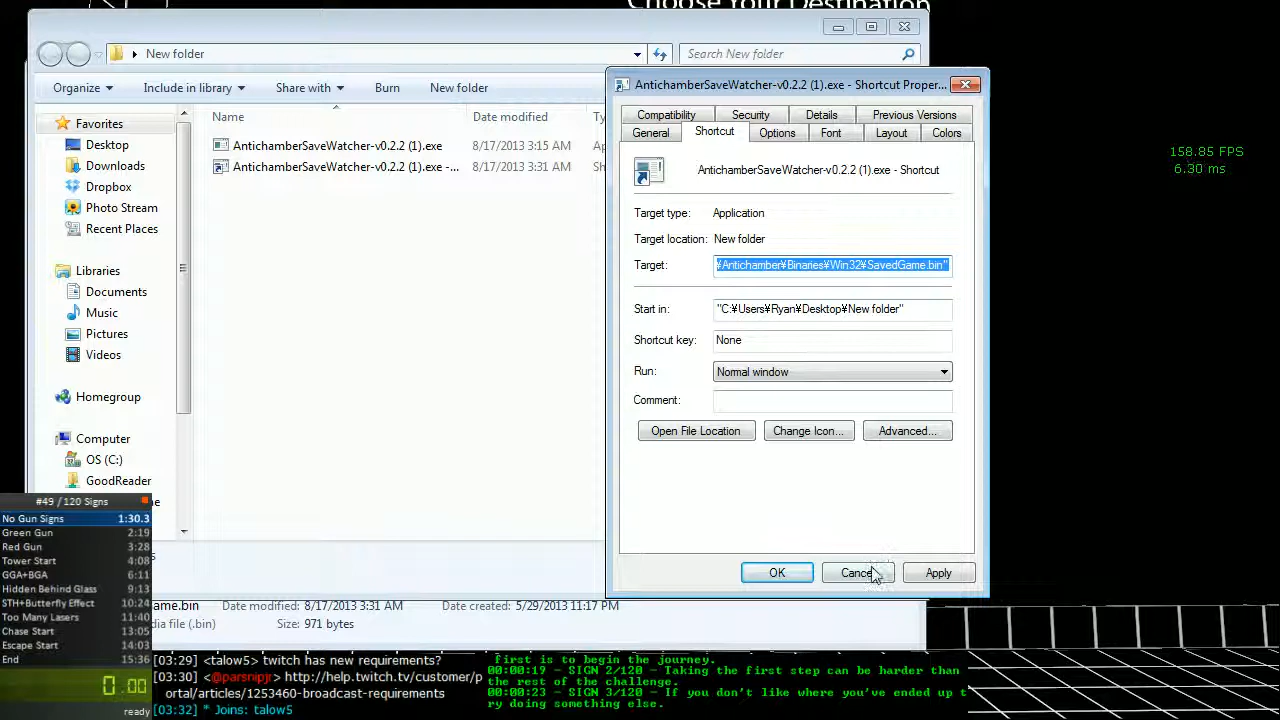 Choose Your Destination
New folder
Search New folder
Organize
Include in library
Share with
Burn
New folder
Favorites
Desktop
Downloads
Dropbox
Photo Stream
Recent Places
Libraries
Documents
Music
Pictures
Videos
Homegroup
Computer
OS (C:)
GoodReader
Name
Date modified
Ty
AntichamberSaveWatcher-v0.2.2 (1).exe
8/17/2013 3:15 AM
Ap
AntichamberSaveWatcher-v0.2.2 (1).exe -...
8/17/2013 3:31 AM
Sh
AntichamberSaveWatcher-v0.2.2 (1).exe - Shortcut Proper...
Compatibility
Security
Details
Previous Versions
General
Shortcut
Options
Font
Layout
Colors
AntichamberSaveWatcher-v0.2.2 (1).exe - Shortcut
Target type: Application
Target location: New folder
Target: ¥Antichamber¥Binaries¥Win32¥SavedGame.bin"
Start in: "C:¥Users¥Ryan¥Desktop¥New folder"
Shortcut key: None
Run: Normal window
Comment:
Open File Location
Change Icon...
Advanced...
OK
Cancel
Apply
158.85 FPS
6.30 ms
#49 / 120 Signs
No Gun Signs 1:30.3
Green Gun 2:19
Red Gun 3:28
Tower Start 4:08
GGA+BGA 6:11
Hidden Behind Glass 9:13
STH+Butterfly Effect 10:24
Too Many Lasers 11:40
Chase Start 13:05
Escape Start 14:03
End 15:36
0.00
ready
ame.bin Date modified: 8/17/2013 3:31 AM Date created: 5/29/2013 11:17 PM
dia file (.bin) Size: 971 bytes
[03:29] <talow5> twitch has new requirements?
[03:30] <@parsnipjr> http://help.twitch.tv/customer/p
ortal/articles/1253460-broadcast-requirements
[03:32] * Joins: talow5
first is to begin the journey.
00:00:19 - SIGN 2/120 - Taking the first step can be harder than
the rest of the challenge.
00:00:23 - SIGN 3/120 - If you don't like where you've ended up t
ry doing something else.